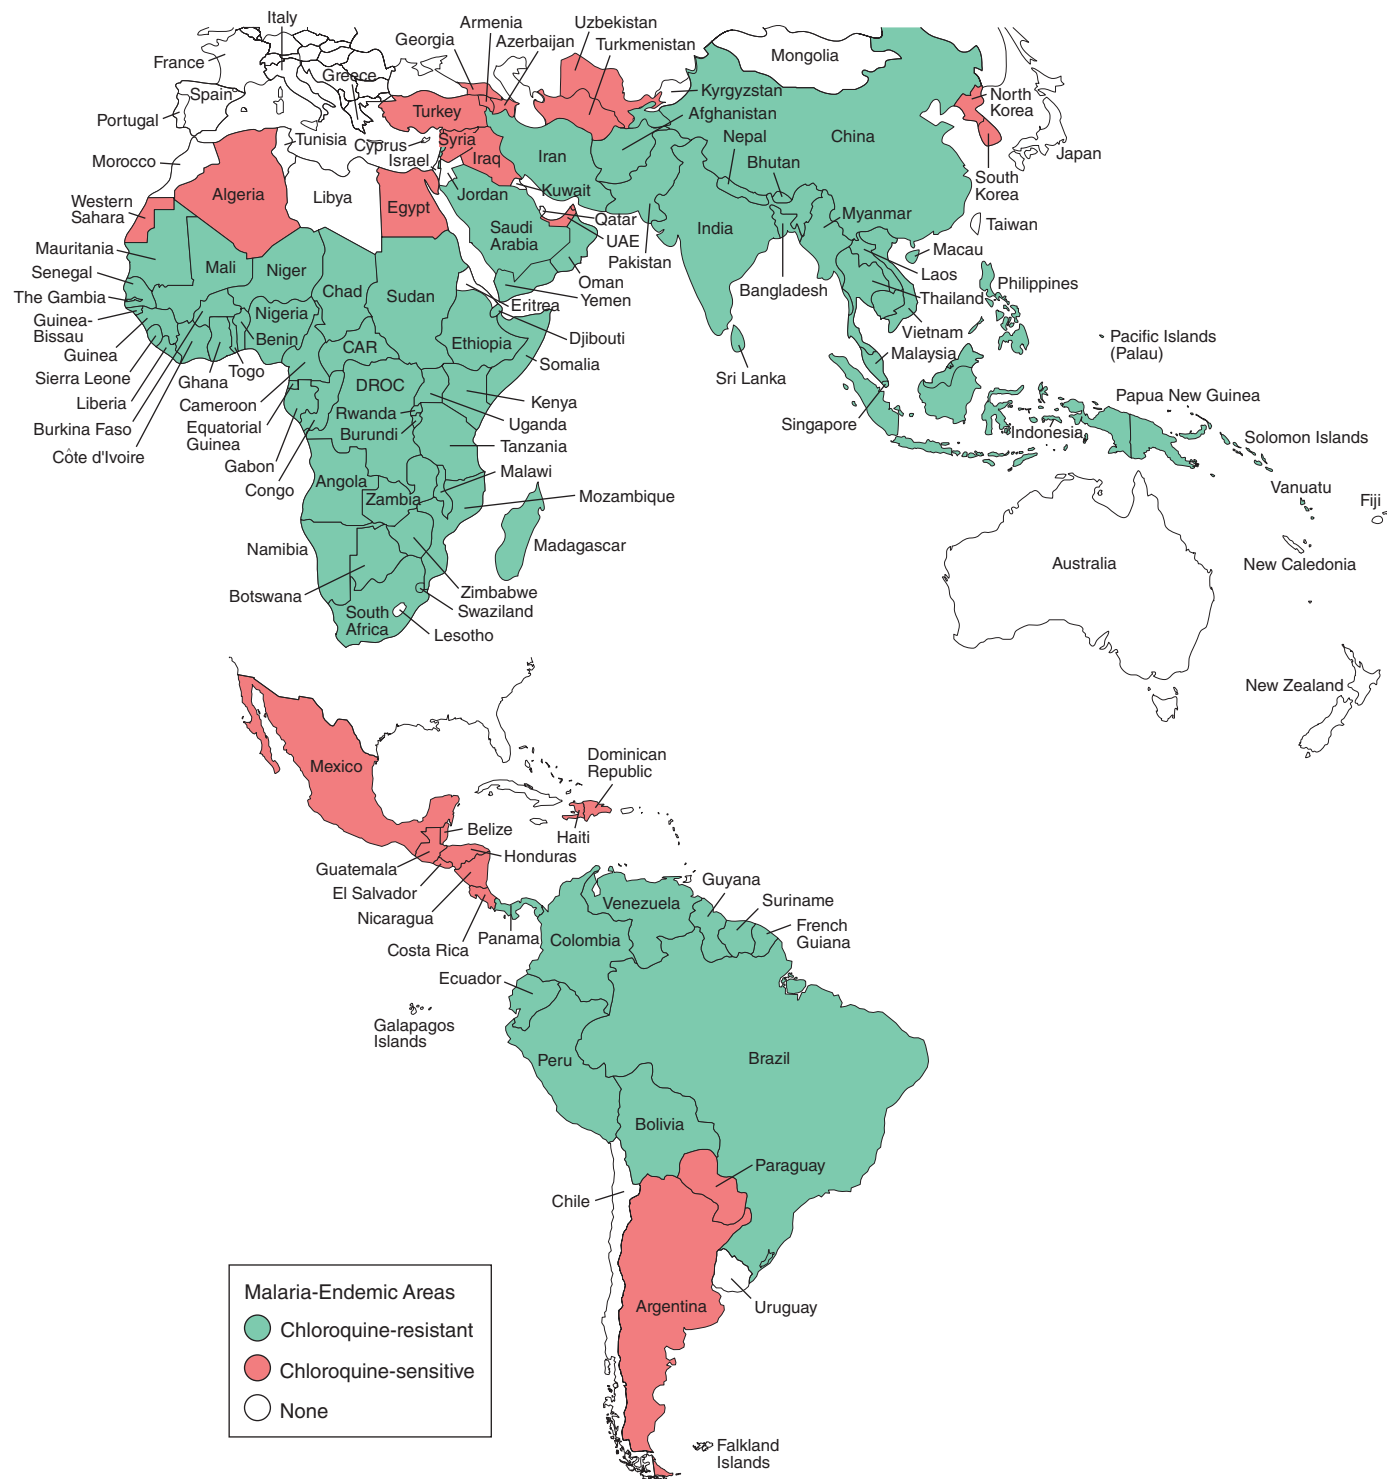 Italy
France
Spain
Portugal
Greece
Georgia
Armenia
Azerbaijan
Uzbekistan
Turkmenistan
Mongolia
Kyrgyzstan
Afghanistan
Nepal
Bhutan
China
North
Korea
South
Korea
Japan
Turkey
Cyprus
Syria
Israel
Iraq
Iran
Tunisia
Morocco
Algeria
Libya
Egypt
Jordan
Kuwait
Western
Sahara
Saudi
Arabia
Qatar
UAE
Pakistan
Oman
Yemen
India
Myanmar
Taiwan
Macau
Laos
Thailand
Philippines
Bangladesh
Vietnam
Malaysia
Sri Lanka
Singapore
Indonesia
Pacific Islands
(Palau)
Papua New Guinea
Solomon Islands
Vanuatu
Fiji
New Caledonia
Australia
New Zealand
Mauritania
Senegal
The Gambia
Guinea-
Bissau
Guinea
Sierra Leone
Liberia
Burkina Faso
Côte d'Ivoire
Mali
Niger
Chad
Sudan
Eritrea
Djibouti
Nigeria
Benin
Togo
Ghana
Cameroon
Equatorial
Guinea
Gabon
Congo
CAR
Ethiopia
Somalia
DROC
Rwanda
Burundi
Kenya
Uganda
Tanzania
Malawi
Angola
Zambia
Mozambique
Madagascar
Namibia
Botswana
Zimbabwe
Swaziland
South
Africa
Lesotho
Mexico
Dominican
Republic
Haiti
Belize
Guatemala
Honduras
El Salvador
Nicaragua
Costa Rica
Panama
Venezuela
Guyana
Suriname
French
Guiana
Colombia
Ecuador
Galapagos
Islands
Peru
Brazil
Bolivia
Paraguay
Chile
Argentina
Uruguay
Falkland
Islands
Malaria-Endemic Areas
Chloroquine-resistant
Chloroquine-sensitive
None